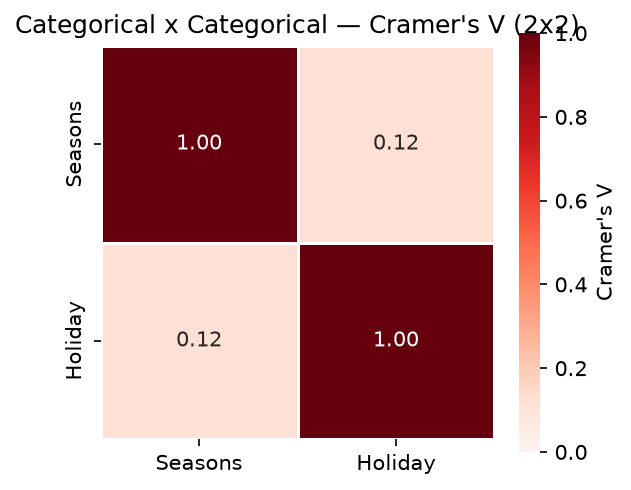 Categorical x Categorical — Cramer's V (2x2)
1.0
Seasons
1.00
0.12
0.8
0.6
Cramer's V
0.4
Holiday
0.12
1.00
0.2
0.0
Seasons
Holiday